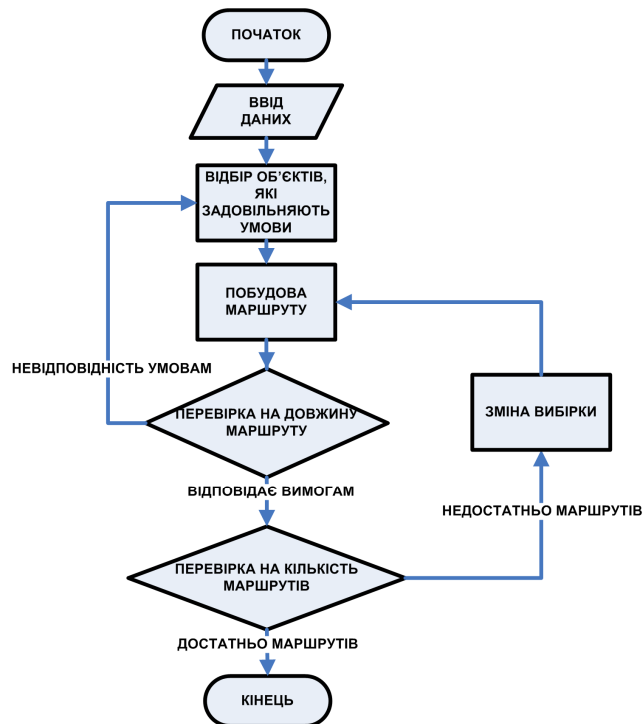 ПОЧАТОК
ВВІД
ДАНИХ
ВІДБІР ОБ'ЄКТІВ,
ЯКІ
ЗАДОВІЛЬНЯЮТЬ
УМОВИ
ПОБУДОВА
МАРШРУТУ
НЕВІДПОВІДНІСТЬ УМОВАМ
ПЕРЕВІРКА НА ДОВЖИНУ
МАРШРУТУ
ЗМІНА ВИБІРКИ
ВІДПОВІДАЄ ВИМОГАМ
НЕДОСТАТНЬО МАРШРУТІВ
ПЕРЕВІРКА НА КІЛЬКІСТЬ
МАРШРУТІВ
ДОСТАТНЬО МАРШРУТІВ
КІНЕЦЬ